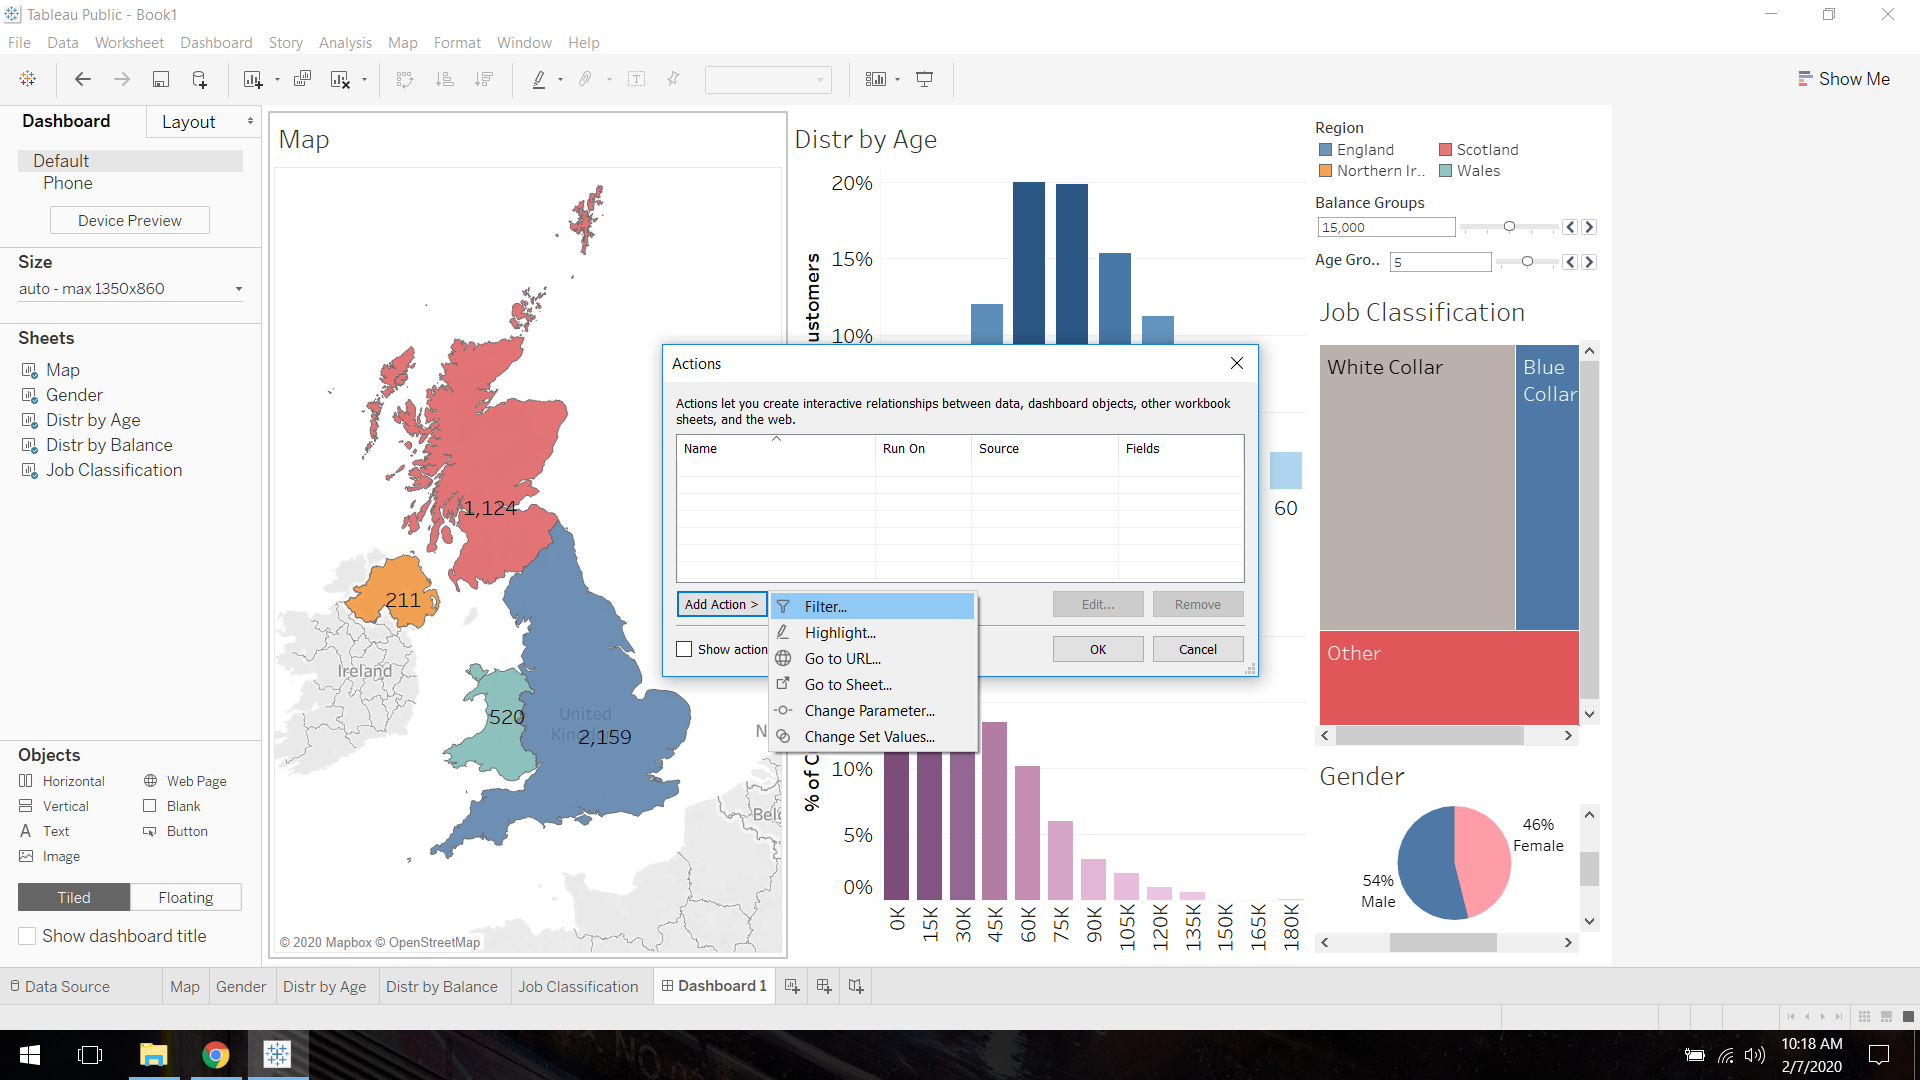 Tableau Public - Book1
File Data Worksheet Dashboard Story Analysis Map Format Window Help
Show Me
Dashboard Layout
Default
Phone
Device Preview
Size
auto - max 1350x860
Sheets
Map
Gender
Distr by Age
Distr by Balance
Job Classification
Objects
Horizontal Web Page
Vertical Blank
Text Button
Image
Tiled Floating
Show dashboard title
Map
1,124
211
Ireland
520
United
2,159
© 2020 Mapbox © OpenStreetMap
Distr by Age
20%
15%
10%
ustomers
60
Actions
Actions let you create interactive relationships between data, dashboard objects, other workbook
sheets, and the web.
Name Run On Source Fields
Add Action > Edit... Remove
Show action OK Cancel
Filter...
Highlight...
Go to URL...
Go to Sheet...
Change Parameter...
Change Set Values...
% of C
10%
5%
0%
0K 15K 30K 45K 60K 75K 90K 105K 120K 135K 150K 165K 180K
Region
England Scotland
Northern Ir.. Wales
Balance Groups
15,000
Age Gro.. 5
Job Classification
White Collar Blue
Collar
Other
Gender
46%
Female
54%
Male
Data Source Map Gender Distr by Age Distr by Balance Job Classification Dashboard 1
10:18 AM
2/7/2020